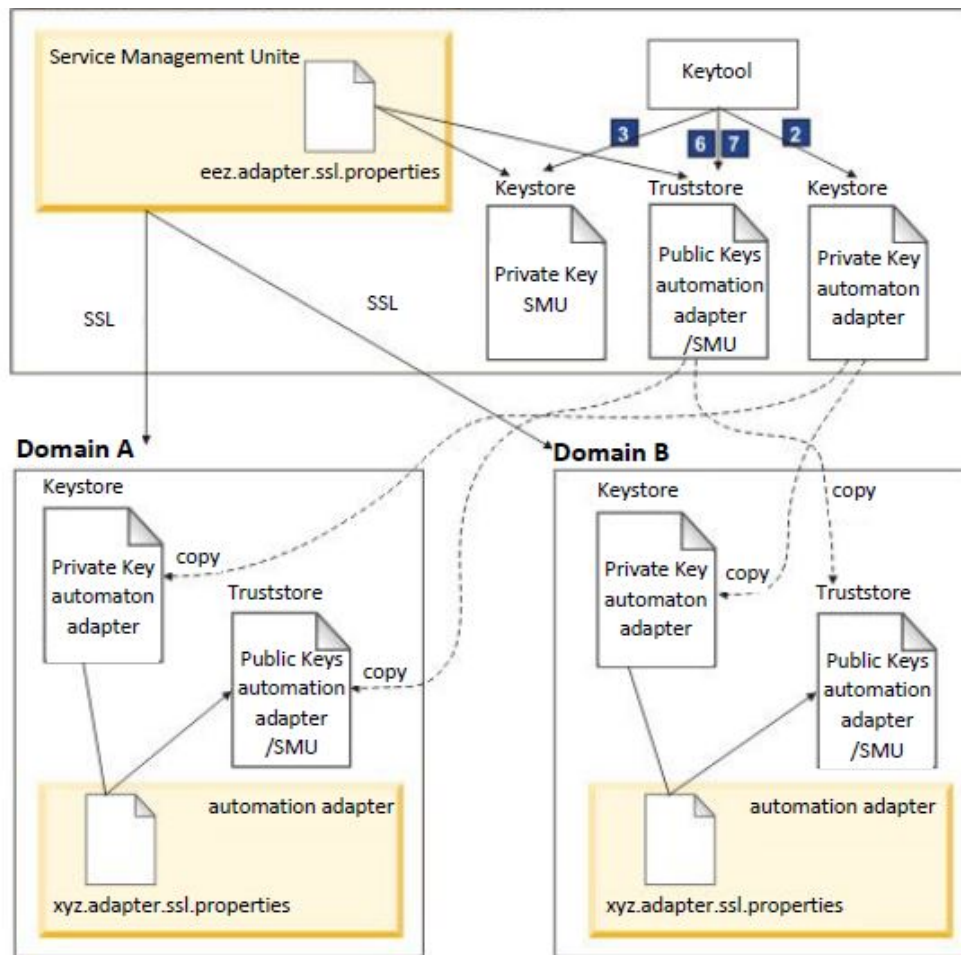 Service Management Unite
eez.adapter.ssl.properties
Keytool
3
6
7
2
Keystore
Private Key
SMU
Truststore
Public Keys
automation
adapter
/SMU
Keystore
Private Key
automaton
adapter
SSL
SSL
Domain A
Keystore
Private Key
automaton
adapter
copy
Truststore
Public Keys
automation
adapter
/SMU
copy
automation adapter
xyz.adapter.ssl.properties
Domain B
Keystore
Private Key
automaton
adapter
copy
copy
Truststore
Public Keys
automation
adapter
/SMU
automation adapter
xyz.adapter.ssl.properties